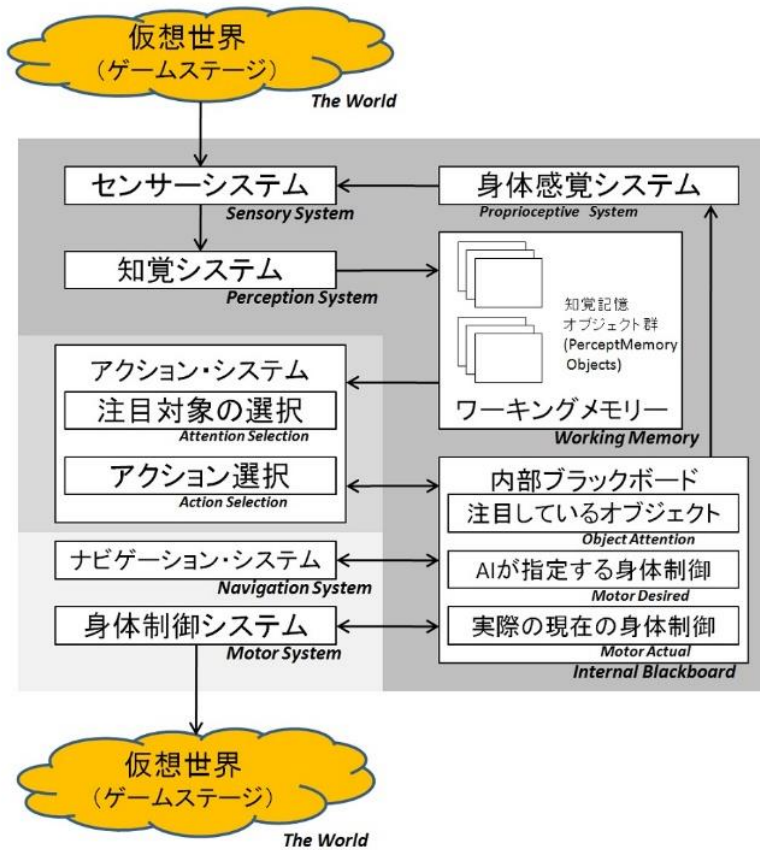 仮想世界
（ゲームステージ）
The World
センサーシステム
Sensory System
身体感覚システム
Proprioceptive System
知覚システム
Perception System
知覚記憶
オブジェクト群
(PerceptMemory
Objects)
ワーキングメモリー
Working Memory
アクション・システム
注目対象の選択
Attention Selection
アクション選択
Action Selection
内部ブラックボード
注目しているオブジェクト
Object Attention
ナビゲーション・システム
Navigation System
AIが指定する身体制御
Motor Desired
身体制御システム
Motor System
実際の現在の身体制御
Motor Actual
Internal Blackboard
仮想世界
（ゲームステージ）
The World